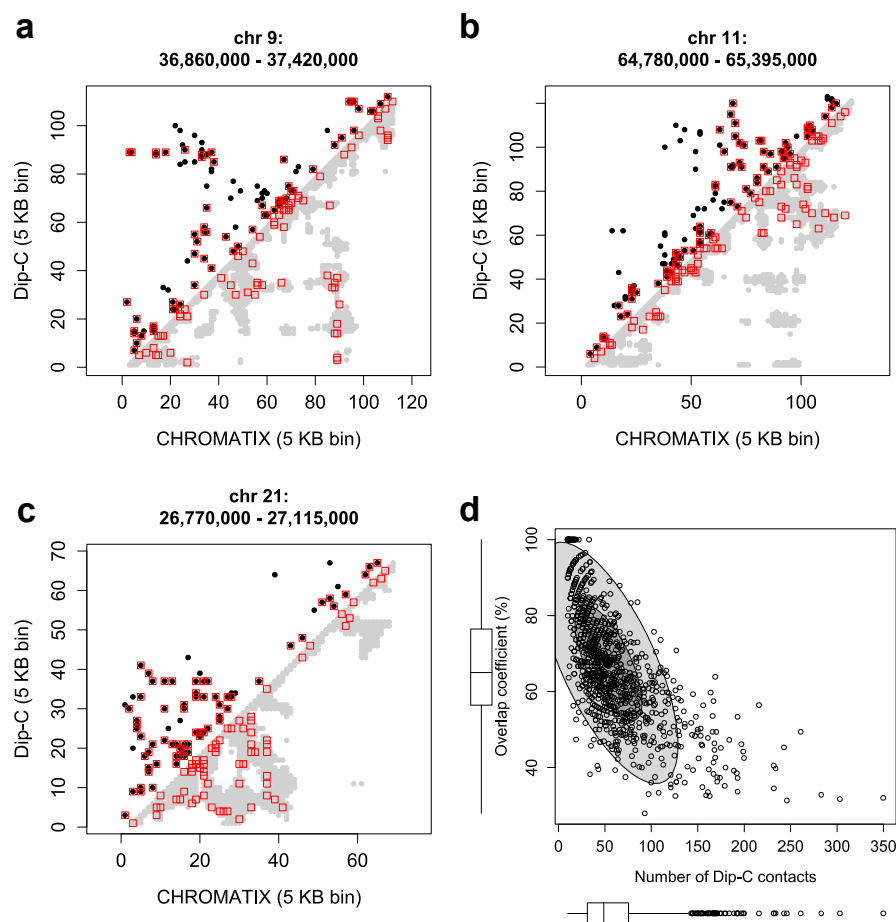 a
chr 9:
36,860,000 - 37,420,000
Dip-C (5 KB bin)
0 20 40 60 80 100
0 20 40 60 80 100 120
CHROMATIX (5 KB bin)
b
chr 11:
64,780,000 - 65,395,000
Dip-C (5 KB bin)
0 20 40 60 80 100
0 50 100
CHROMATIX (5 KB bin)
c
chr 21:
26,770,000 - 27,115,000
Dip-C (5 KB bin)
0 10 20 30 40 50 60 70
0 20 40 60
CHROMATIX (5 KB bin)
d
Overlap coefficient (%)
40 60 80 100
0 50 100 150 200 250 300 350
Number of Dip-C contacts